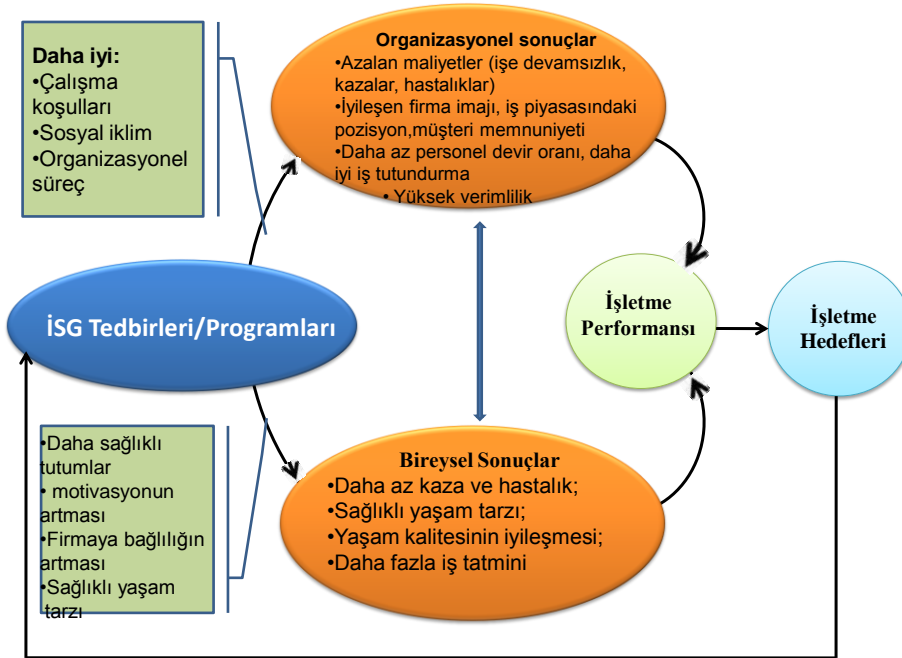 Daha iyi:
•Çalışma
koşulları
•Sosyal iklim
•Organizasyonel
süreç
Organizasyonel sonuçlar
•Azalan maliyetler (işe devamsızlık,
kazalar, hastalıklar)
•İyileşen firma imajı, iş piyasasındaki
pozisyon,müşteri memnuniyeti
•Daha az personel devir oranı, daha
iyi iş tutundurma
• Yüksek verimlilik
İSG Tedbirleri/Programları
İşletme
Performansı
İşletme
Hedefleri
•Daha sağlıklı
tutumlar
• motivasyonun
artması
•Firmaya bağlılığın
artması
•Sağlıklı yaşam
tarzı
Bireysel Sonuçlar
•Daha az kaza ve hastalık;
•Sağlıklı yaşam tarzı;
•Yaşam kalitesinin iyileşmesi;
•Daha fazla iş tatmini